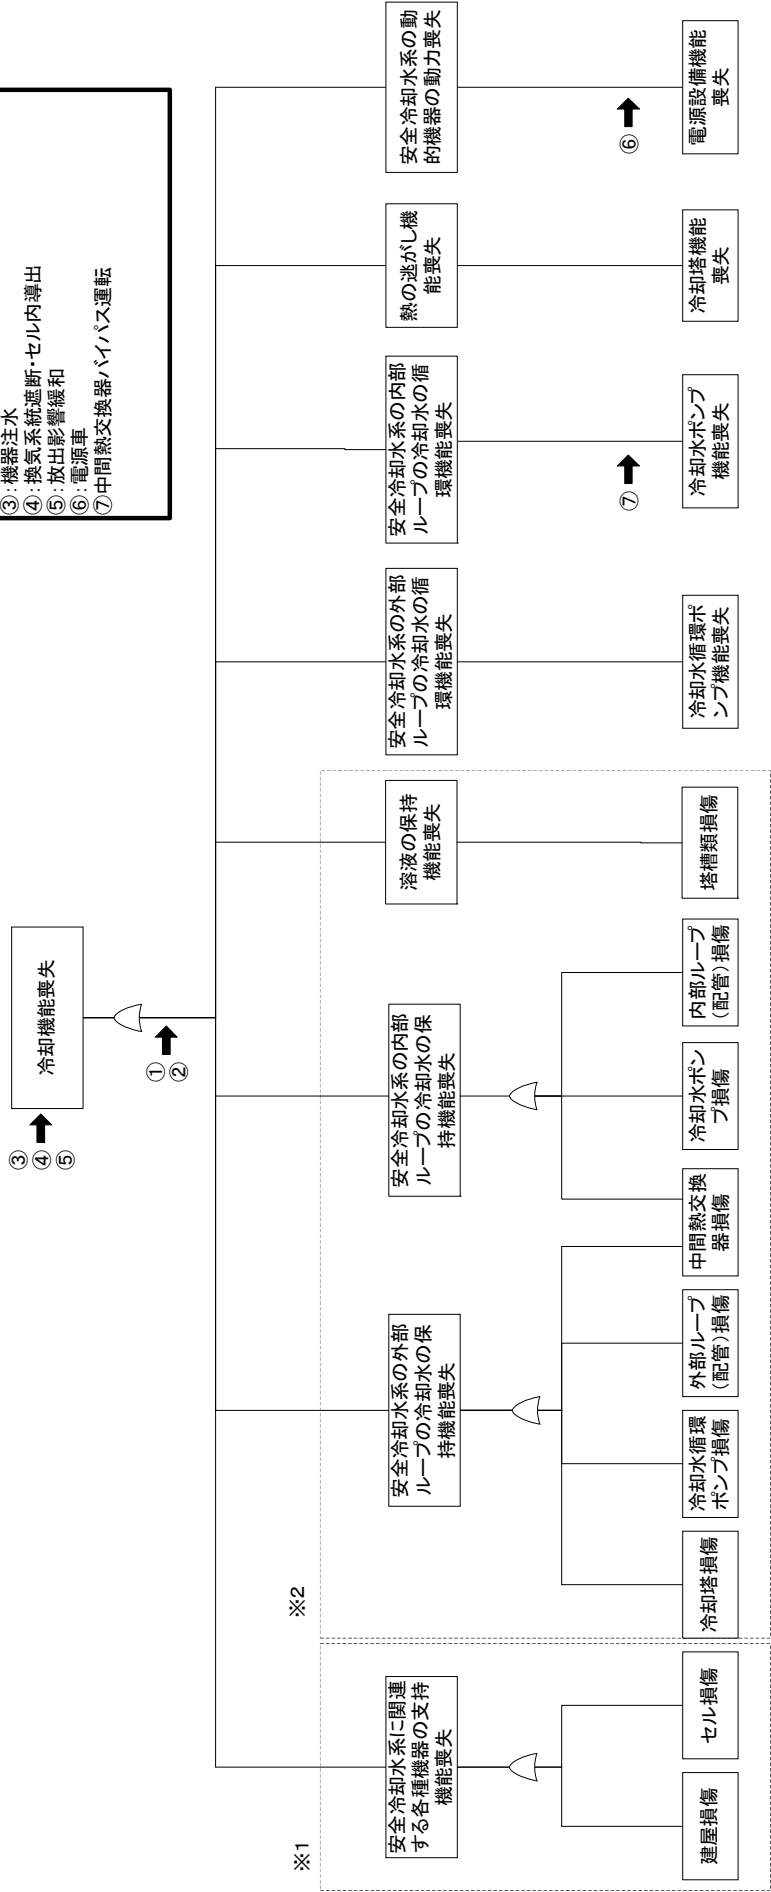 ③:機器注水
④:換気系統遮断・セル内導出
⑤:放出影響緩和
⑥:電源車
⑦中間熱交換器バイパス運転
冷却機能喪失
③
④
⑤
①
②
※1
※2
安全冷却水系に関連
する各種機器の支持
機能喪失
安全冷却水系の外部
ループの冷却水の保
持機能喪失
安全冷却水系の内部
ループの冷却水の保
持機能喪失
溶液の保持
機能喪失
安全冷却水系の外部
ループの冷却水の循
環機能喪失
安全冷却水系の内部
ループの冷却水の循
環機能喪失
熱の逃がし機
能喪失
安全冷却水系の動
的機器の動力喪失
⑦
⑥
建屋損傷
セル損傷
冷却塔損傷
冷却水循環
ポンプ損傷
外部ループ
(配管)損傷
中間熱交換
器損傷
冷却水ポン
プ損傷
内部ループ
(配管)損傷
塔槽類損傷
冷却水循環ポ
ンプ機能喪失
冷却水ポンプ
機能喪失
冷却塔機能
喪失
電源設備機能
喪失